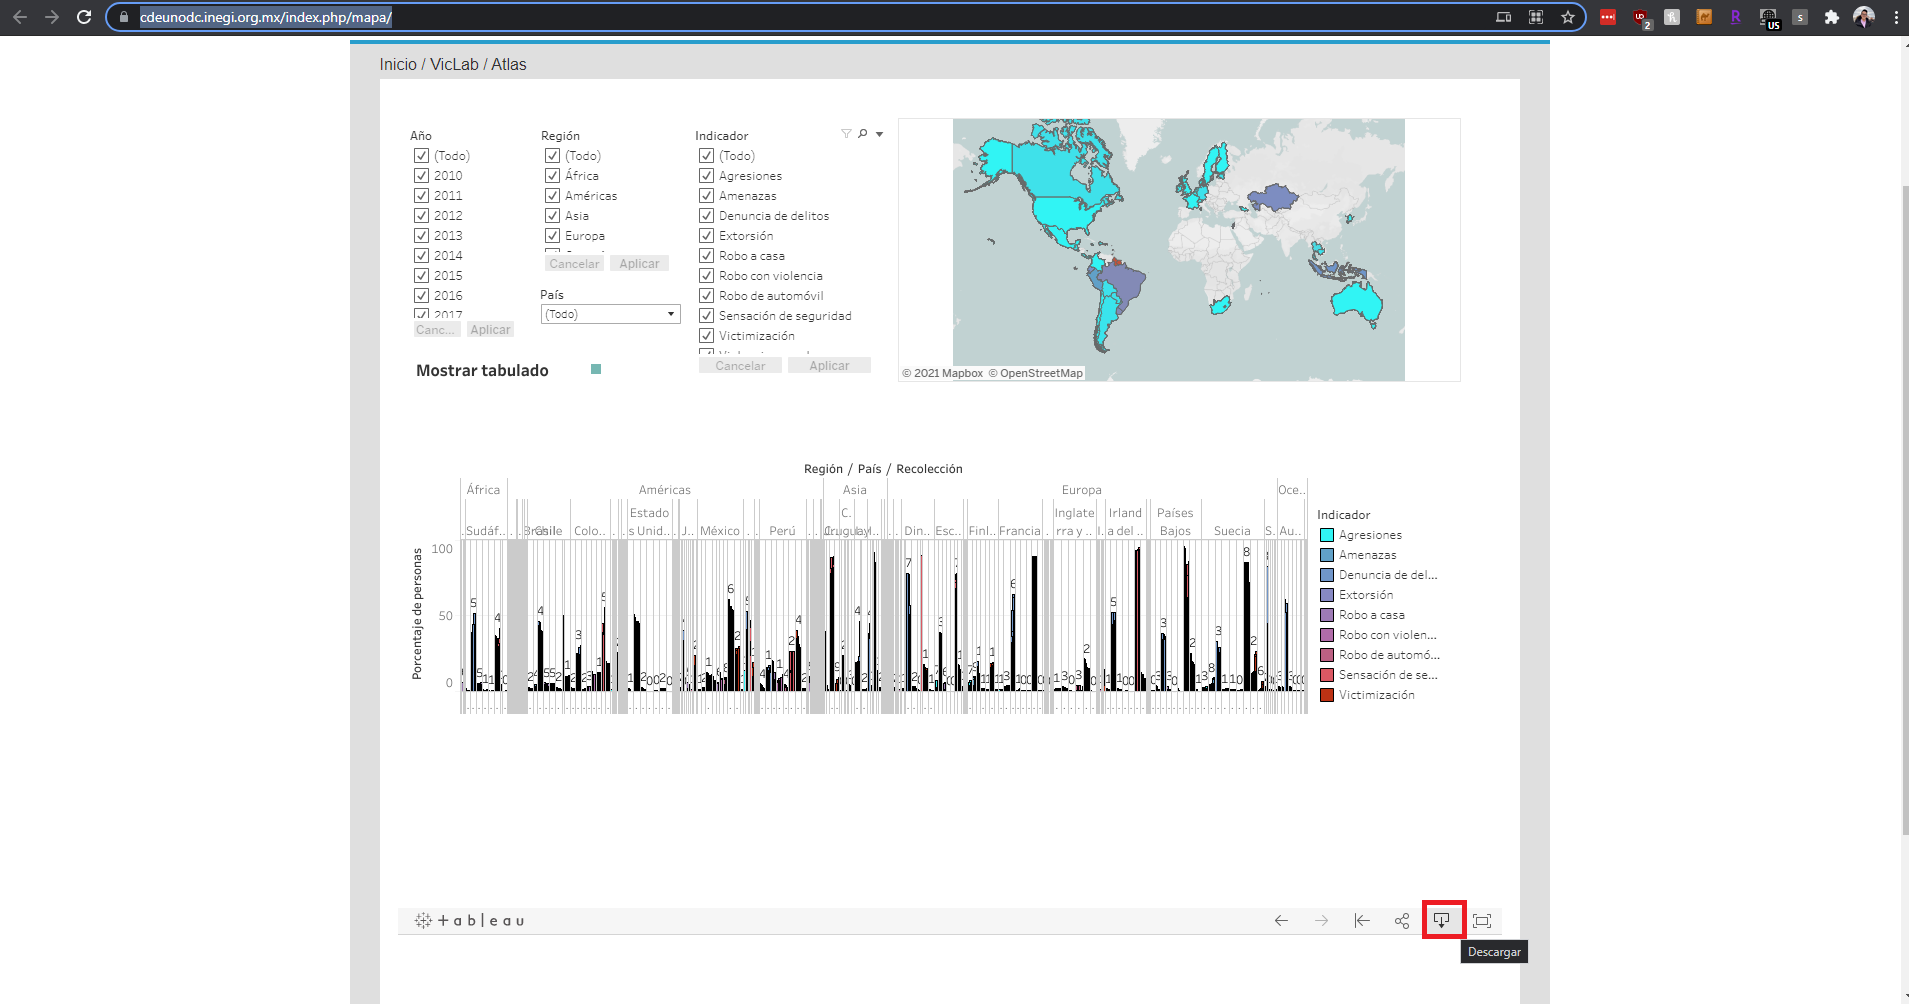 cdeunodc.inegi.org.mx/index.php/mapa/
2
US
s
Inicio / VicLab / Atlas
Año
(Todo)
2010
2011
2012
2013
2014
2015
2016
2017
Canc...
Aplicar
Región
(Todo)
África
Américas
Asia
Europa
Cancelar
Aplicar
País
(Todo)
Indicador
(Todo)
Agresiones
Amenazas
Denuncia de delitos
Extorsión
Robo a casa
Robo con violencia
Robo de automóvil
Sensación de seguridad
Victimización
Cancelar
Aplicar
Mostrar tabulado
© 2021 Mapbox © OpenStreetMap
Región / País / Recolección
África
Américas
Asia
Europa
Oce..
Sudáf..
Brasil
Chile
Colo..
Estado
s Unid..
J..
México
Perú
C.
Uruguay
Din..
Esc..
Finl..
Francia
Inglate
rra y ..
I.
Irland
a del ..
Países
Bajos
Suecia
S.
Au..
Porcentaje de personas
100
50
0
Indicador
Agresiones
Amenazas
Denuncia de del...
Extorsión
Robo a casa
Robo con violen...
Robo de automó...
Sensación de se...
Victimización
+ableau
Descargar